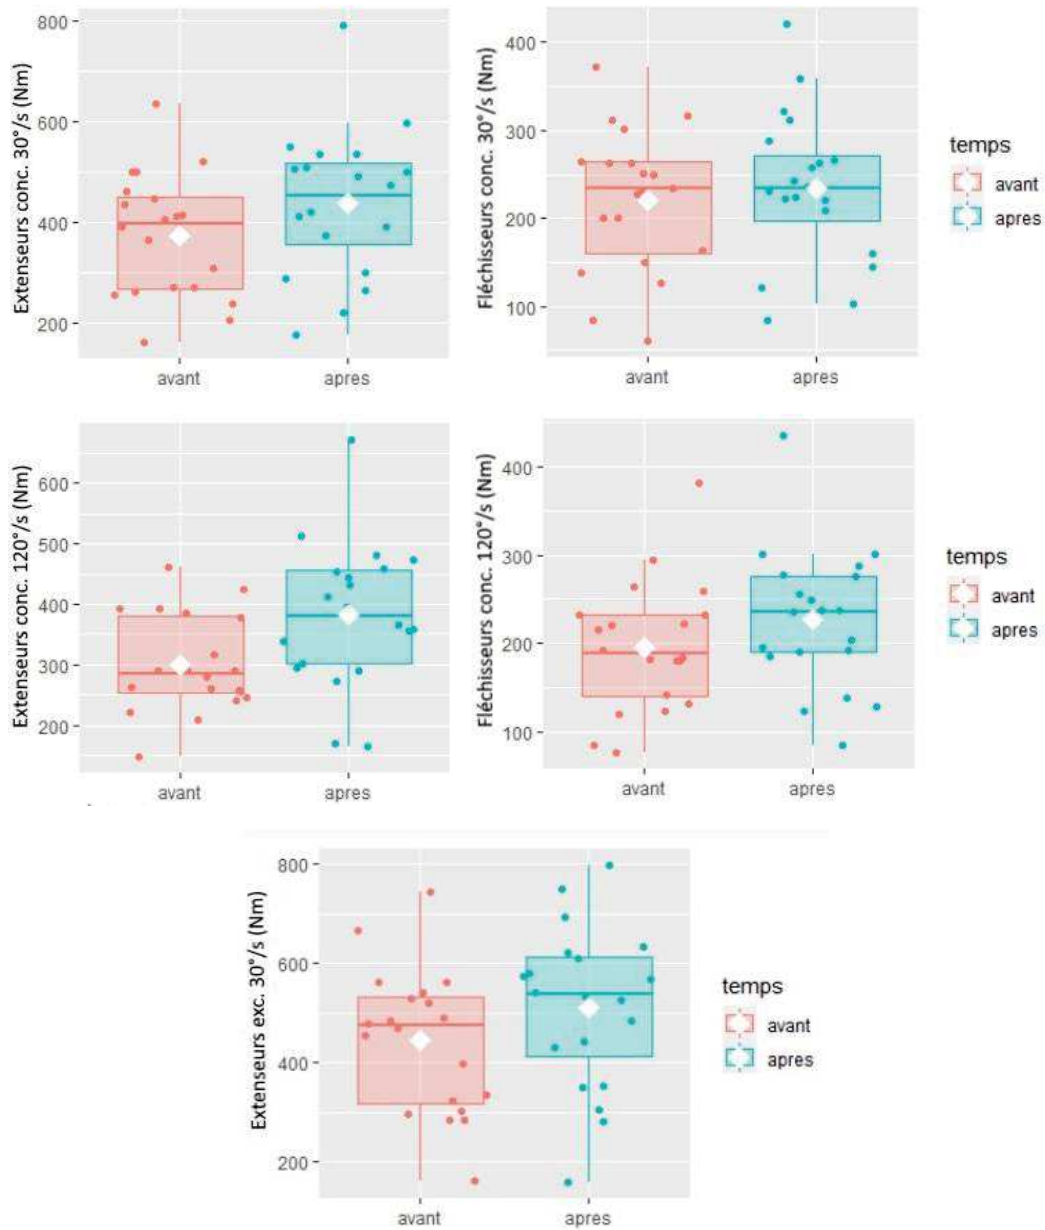 Extenseurs conc. 30°/s (Nm)
800
600
400
200
avant
apres
Fléchisseurs conc. 30°/s (Nm)
400
300
200
100
avant
apres
temps
avant
apres
Extenseurs conc. 120°/s (Nm)
600
500
400
300
200
avant
apres
Fléchisseurs conc. 120°/s (Nm)
400
300
200
100
avant
apres
temps
avant
apres
Extenseurs exc. 30°/s (Nm)
800
600
400
200
avant
apres
temps
avant
apres